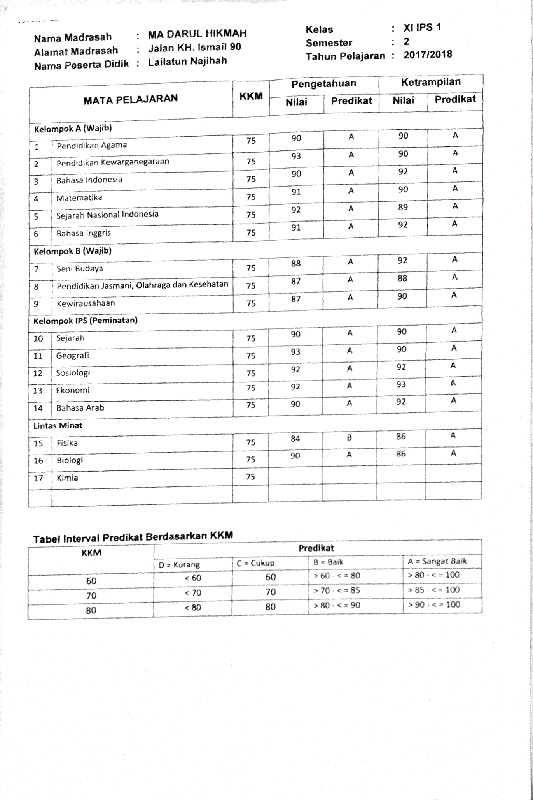 Nama Madrasah : MA DARUL HIKMAH Kelas : XI IPS 1
Alamat Madrasah : Jalan KH. Ismail 90 Semester : 2
Nama Peserta Didik : Lailatun Najihah Tahun Pelajaran : 2017/2018
MATA PELAJARAN KKM Pengetahuan Ketrampilan
Nilai Predikat Nilai Predikat
Kelompok A (Wajib)
1 Pendidikan Agama 75 90 A 90 A
2 Pendidikan Kewarganegaraan 75 93 A 90 A
3 Bahasa Indonesia 75 90 A 92 A
4 Matematika 75 91 A 90 A
5 Sejarah Nasional Indonesia 75 92 A 89 A
6 Bahasa Inggris 75 91 A 92 A
Kelompok B (Wajib)
7 Seni Budaya 75 88 A 92 A
8 Pendidikan Jasmani, Olahraga dan Kesehatan 75 87 A 88 A
9 Kewirausahaan 75 87 A 90 A
Kelompok IPS (Peminatan)
10 Sejarah 75 90 A 90 A
11 Geografi 75 93 A 90 A
12 Sosiologi 75 92 A 92 A
13 Ekonomi 75 92 A 93 A
14 Bahasa Arab 75 90 A 92 A
Lintas Minat
15 Fisika 75 84 B 86 A
16 Biologi 75 90 A 86 A
17 Kimia 75
Tabel Interval Predikat Berdasarkan KKM
KKM Predikat
D = Kurang C = Cukup B = Baik A = Sangat Baik
60 < 60 60 > 60 - < = 80 > 80 - < = 100
70 < 70 70 > 70 - < = 85 > 85 - < = 100
80 < 80 80 > 80 - < = 90 > 90 - < = 100